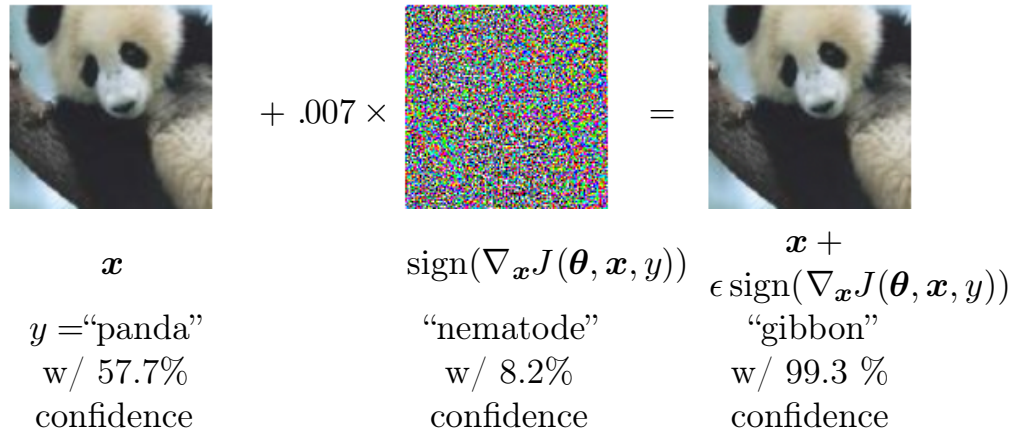 + .007 ×
=
x
sign(∇ₓJ(θ, x, y))
x +
ϵ sign(∇ₓJ(θ, x, y))
y =“panda”
w/ 57.7%
confidence
“nematode”
w/ 8.2%
confidence
“gibbon”
w/ 99.3 %
confidence